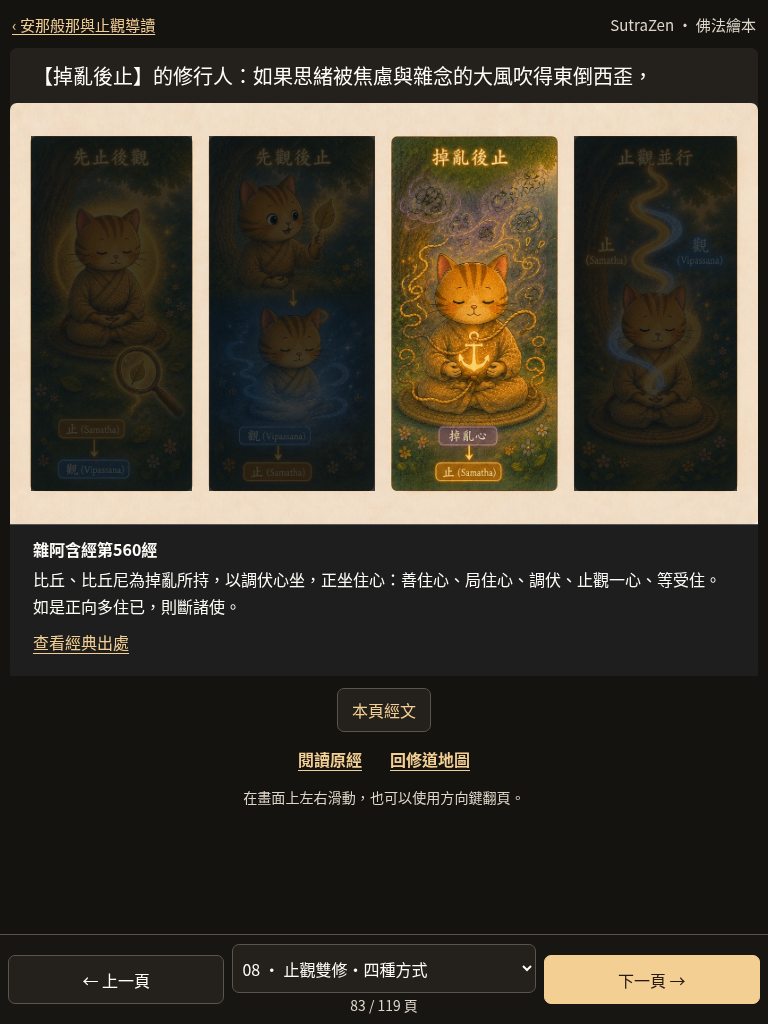 ‹ 安那般那與止觀導讀
SutraZen · 佛法繪本
【掉亂後止】的修行人：如果思緒被焦慮與雜念的大風吹得東倒西歪，
先止後觀
止 (Samatha)
觀 (Vipassana)
先觀後止
觀 (Vipassana)
止 (Samatha)
掉亂後止
掉亂心
止 (Samatha)
止觀並行
止
(Samatha)
觀
(Vipassana)
雜阿含經第560經
比丘、比丘尼為掉亂所持，以調伏心坐，正坐住心：善住心、局住心、調伏、止觀一心、等受住。
如是正向多住已，則斷諸使。
查看經典出處
本頁經文
閱讀原經
回修道地圖
在畫面上左右滑動，也可以使用方向鍵翻頁。
← 上一頁
08 · 止觀雙修·四種方式
83 / 119 頁
下一頁 →